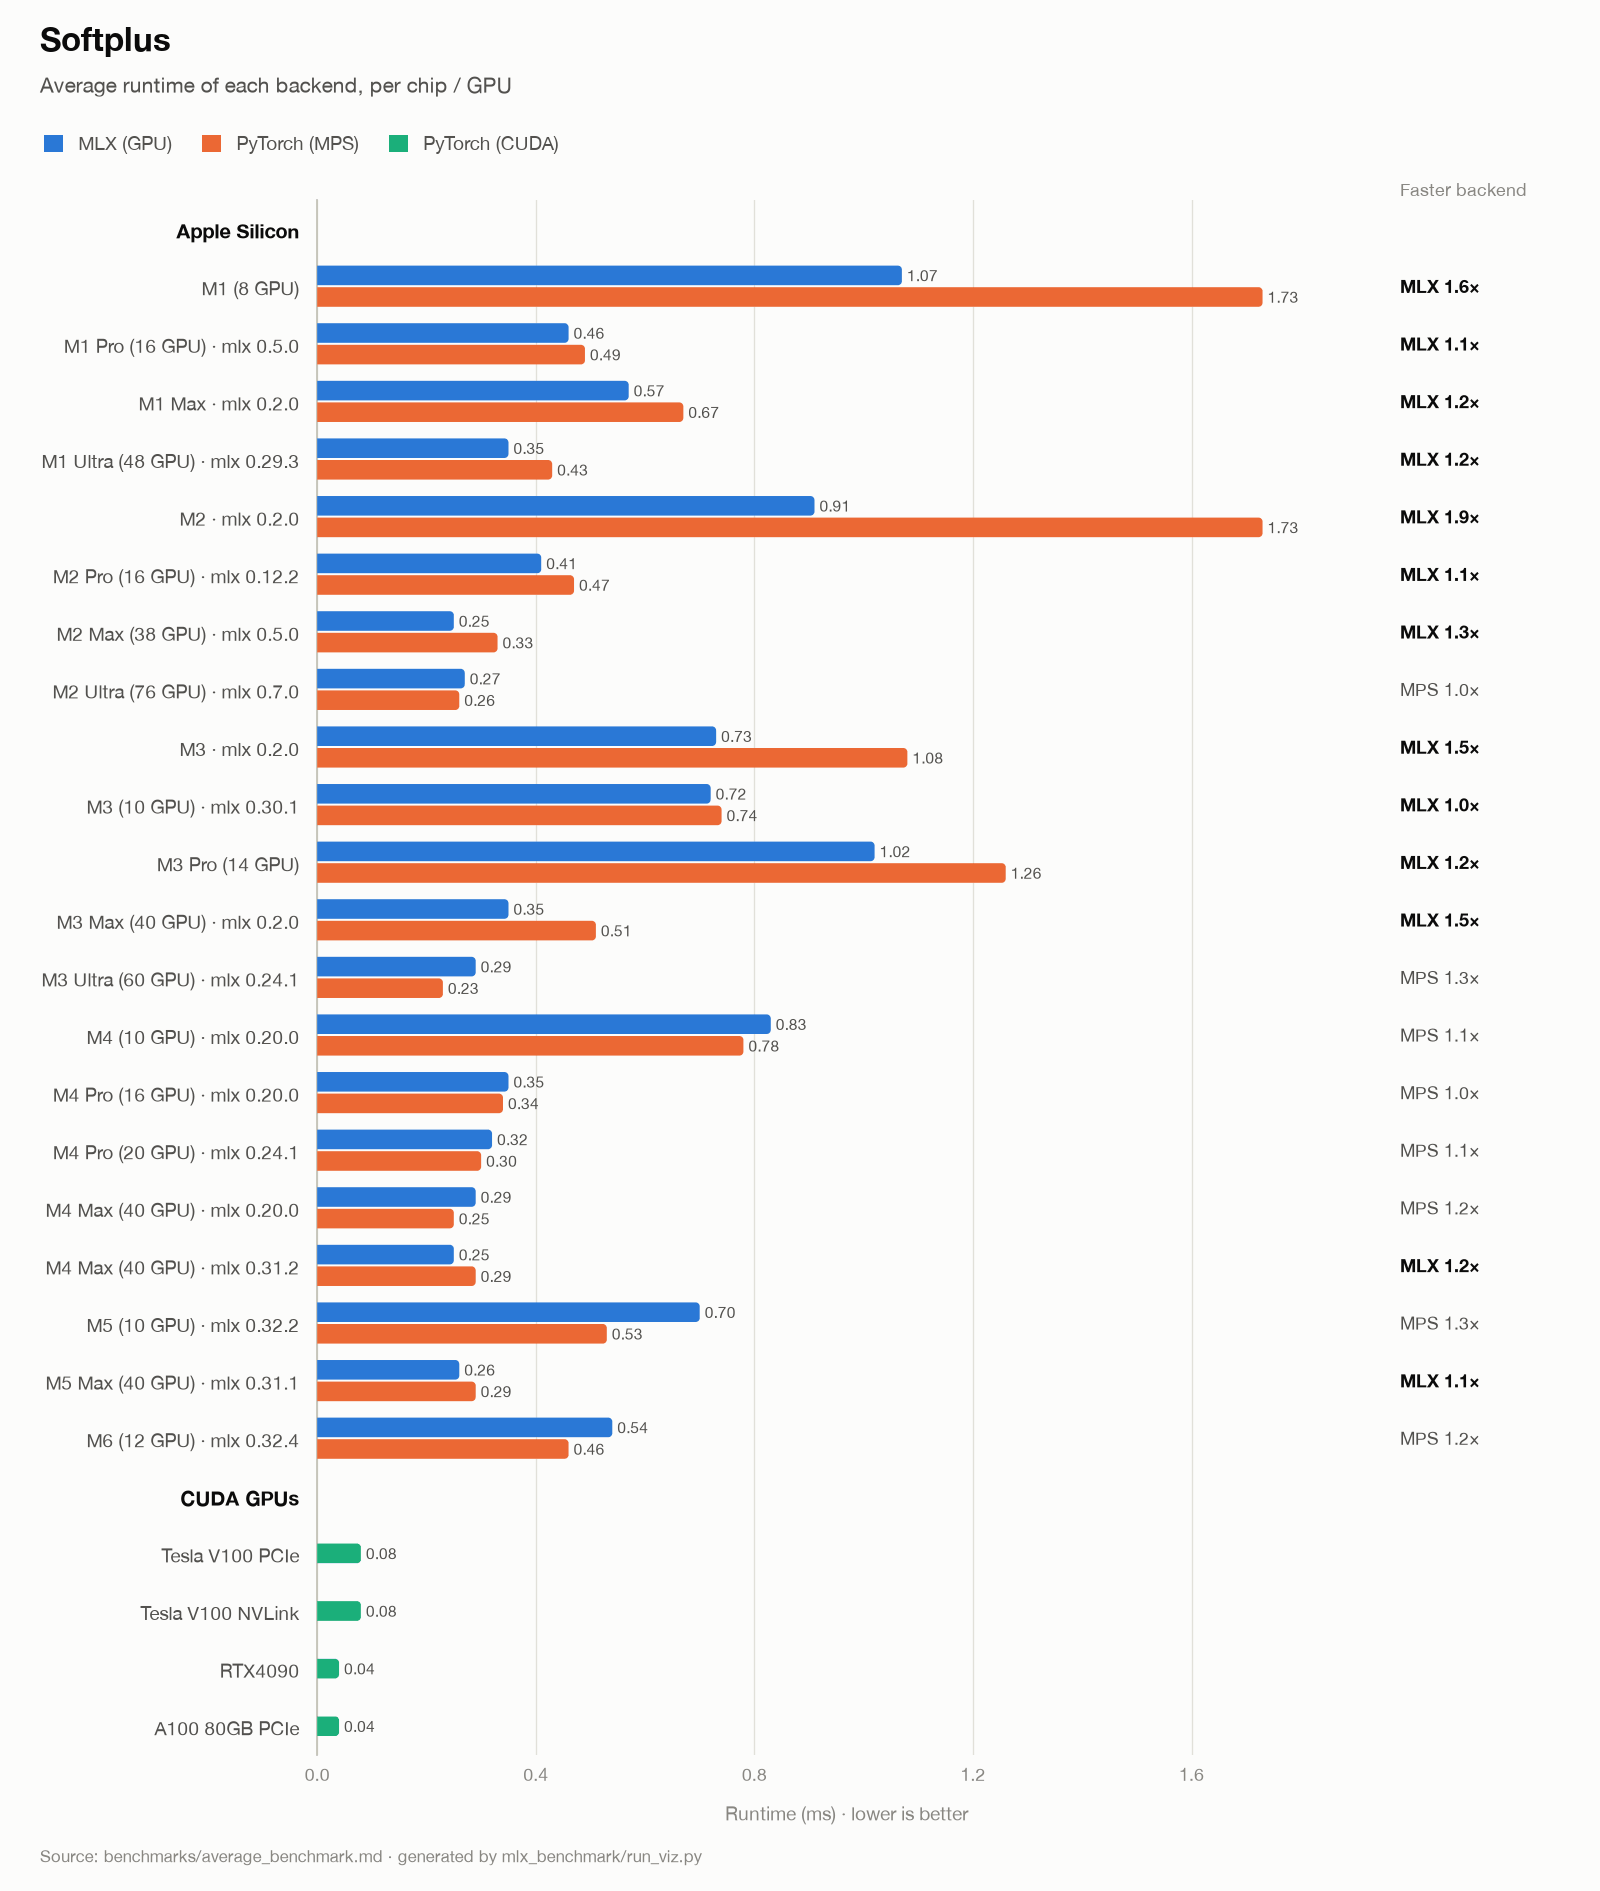 Softplus
Average runtime of each backend, per chip / GPU
MLX (GPU) PyTorch (MPS) PyTorch (CUDA)
Faster backend
Apple Silicon
M1 (8 GPU) 1.07 1.73 MLX 1.6×
M1 Pro (16 GPU) · mlx 0.5.0 0.46 0.49 MLX 1.1×
M1 Max · mlx 0.2.0 0.57 0.67 MLX 1.2×
M1 Ultra (48 GPU) · mlx 0.29.3 0.35 0.43 MLX 1.2×
M2 · mlx 0.2.0 0.91 1.73 MLX 1.9×
M2 Pro (16 GPU) · mlx 0.12.2 0.41 0.47 MLX 1.1×
M2 Max (38 GPU) · mlx 0.5.0 0.25 0.33 MLX 1.3×
M2 Ultra (76 GPU) · mlx 0.7.0 0.27 0.26 MPS 1.0×
M3 · mlx 0.2.0 0.73 1.08 MLX 1.5×
M3 (10 GPU) · mlx 0.30.1 0.72 0.74 MLX 1.0×
M3 Pro (14 GPU) 1.02 1.26 MLX 1.2×
M3 Max (40 GPU) · mlx 0.2.0 0.35 0.51 MLX 1.5×
M3 Ultra (60 GPU) · mlx 0.24.1 0.29 0.23 MPS 1.3×
M4 (10 GPU) · mlx 0.20.0 0.83 0.78 MPS 1.1×
M4 Pro (16 GPU) · mlx 0.20.0 0.35 0.34 MPS 1.0×
M4 Pro (20 GPU) · mlx 0.24.1 0.32 0.30 MPS 1.1×
M4 Max (40 GPU) · mlx 0.20.0 0.29 0.25 MPS 1.2×
M4 Max (40 GPU) · mlx 0.31.2 0.25 0.29 MLX 1.2×
M5 (10 GPU) · mlx 0.32.2 0.70 0.53 MPS 1.3×
M5 Max (40 GPU) · mlx 0.31.1 0.26 0.29 MLX 1.1×
M6 (12 GPU) · mlx 0.32.4 0.54 0.46 MPS 1.2×
CUDA GPUs
Tesla V100 PCIe 0.08
Tesla V100 NVLink 0.08
RTX4090 0.04
A100 80GB PCIe 0.04
0.0 0.4 0.8 1.2 1.6
Runtime (ms) · lower is better
Source: benchmarks/average_benchmark.md · generated by mlx_benchmark/run_viz.py